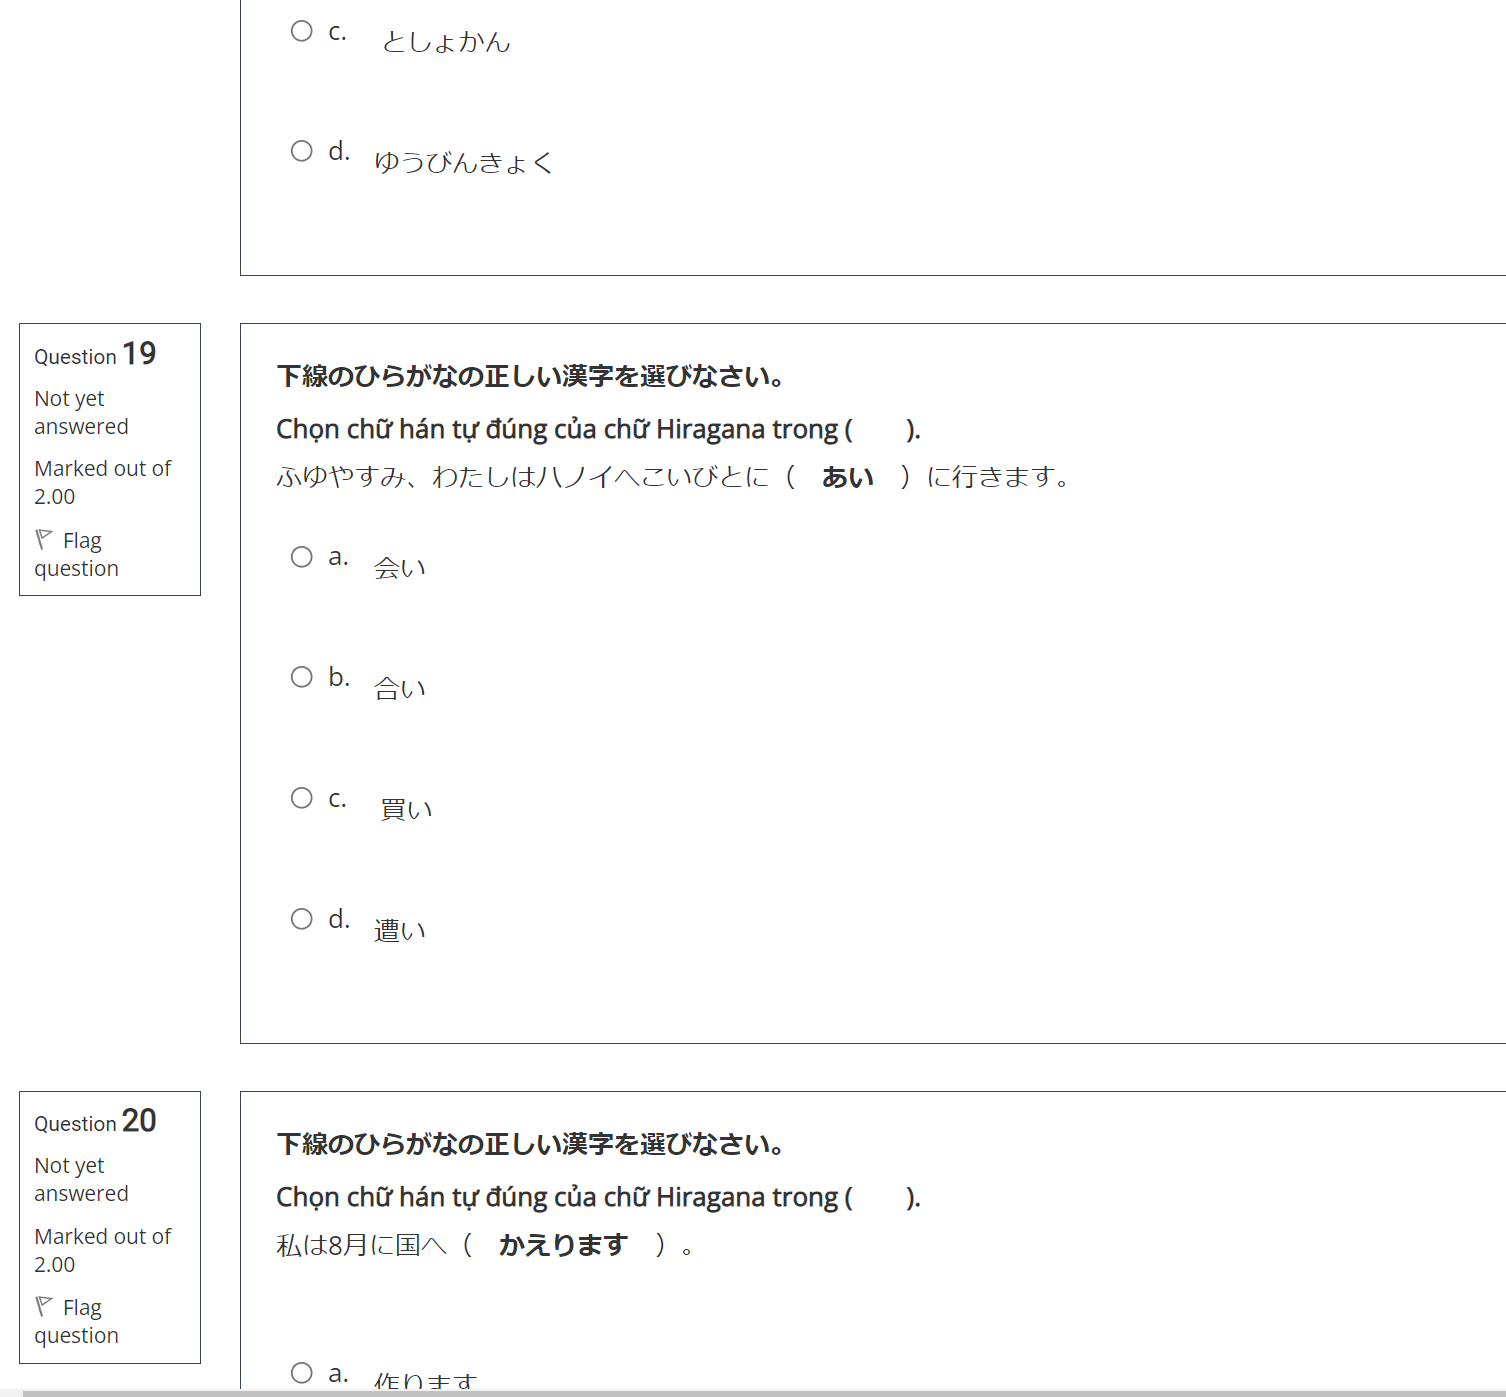 c. としょかん
d. ゆうびんきょく
Question 19
Not yet
answered
Marked out of
2.00
Flag
question
下線のひらがなの正しい漢字を選びなさい。
Chọn chữ hán tự đúng của chữ Hiragana trong (　　).
ふゆやすみ、わたしはハノイへこいびとに（　あい　）に行きます。
a. 会い
b. 合い
c. 買い
d. 遭い
Question 20
Not yet
answered
Marked out of
2.00
Flag
question
下線のひらがなの正しい漢字を選びなさい。
Chọn chữ hán tự đúng của chữ Hiragana trong (　　).
私は8月に国へ（　かえります　）。
a. 作ります